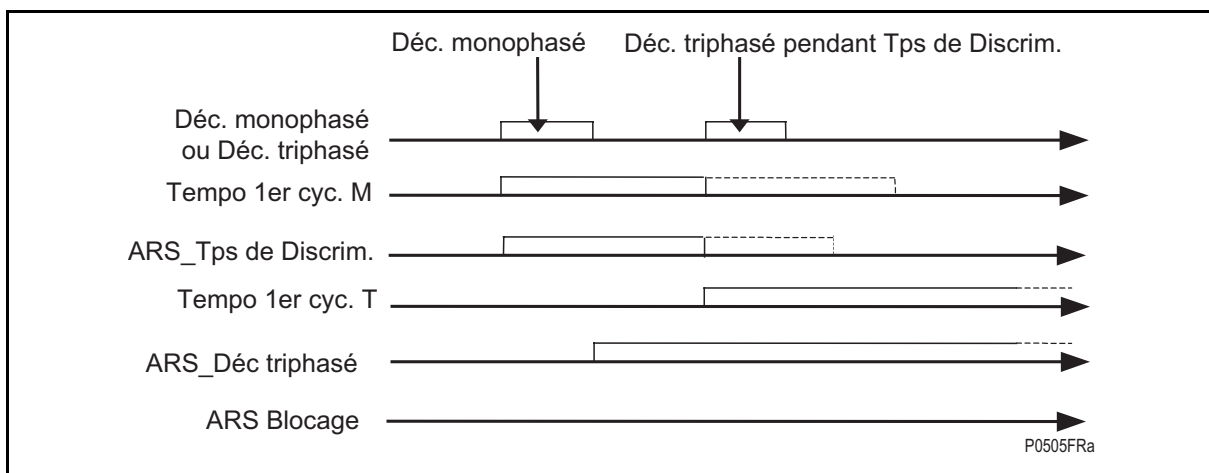 Déc. monophasé
Déc. triphasé pendant Tps de Discrim.
Déc. monophasé
ou Déc. triphasé
Tempo 1er cyc. M
ARS_Tps de Discrim.
Tempo 1er cyc. T
ARS_Déc triphasé
ARS Blocage
P0505FRa